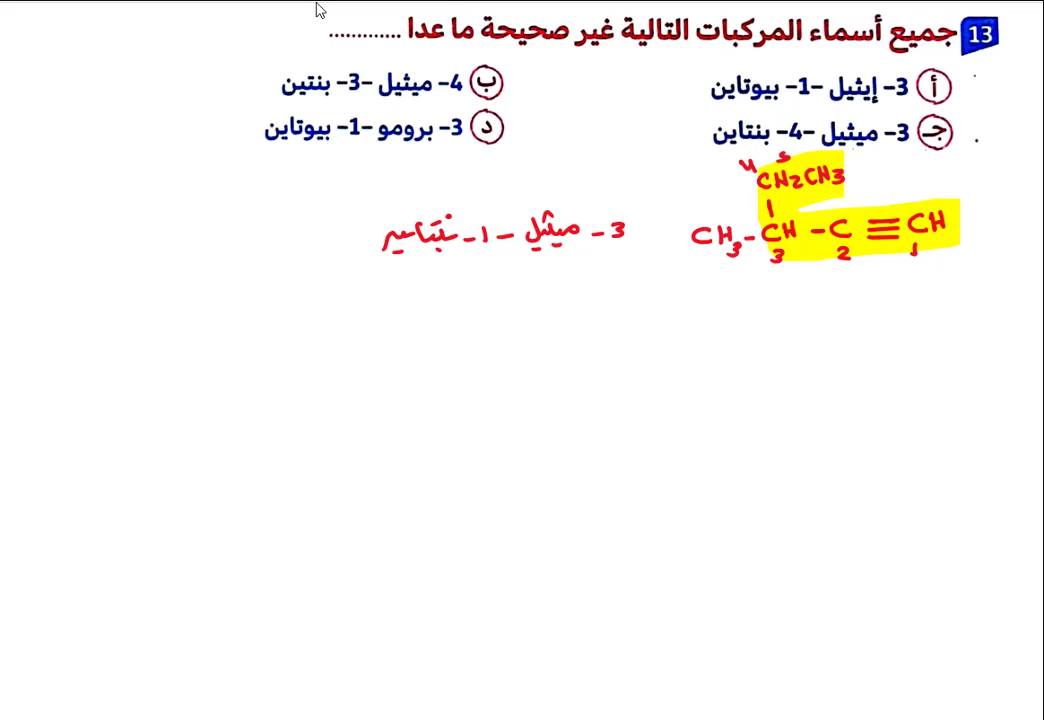 13 جميع أسماء المركبات التالية غير صحيحة ما عدا .............
أ 3- إيثيل -1- بيوتاين
ب 4- ميثيل -3- بنتين
جـ 3- ميثيل -4- بنتاين
د 3- برومو -1- بيوتاين
4 5
CH2CH3
CH3-CH-C≡CH
3 2 1
3- ميثيل -1- بنتاين